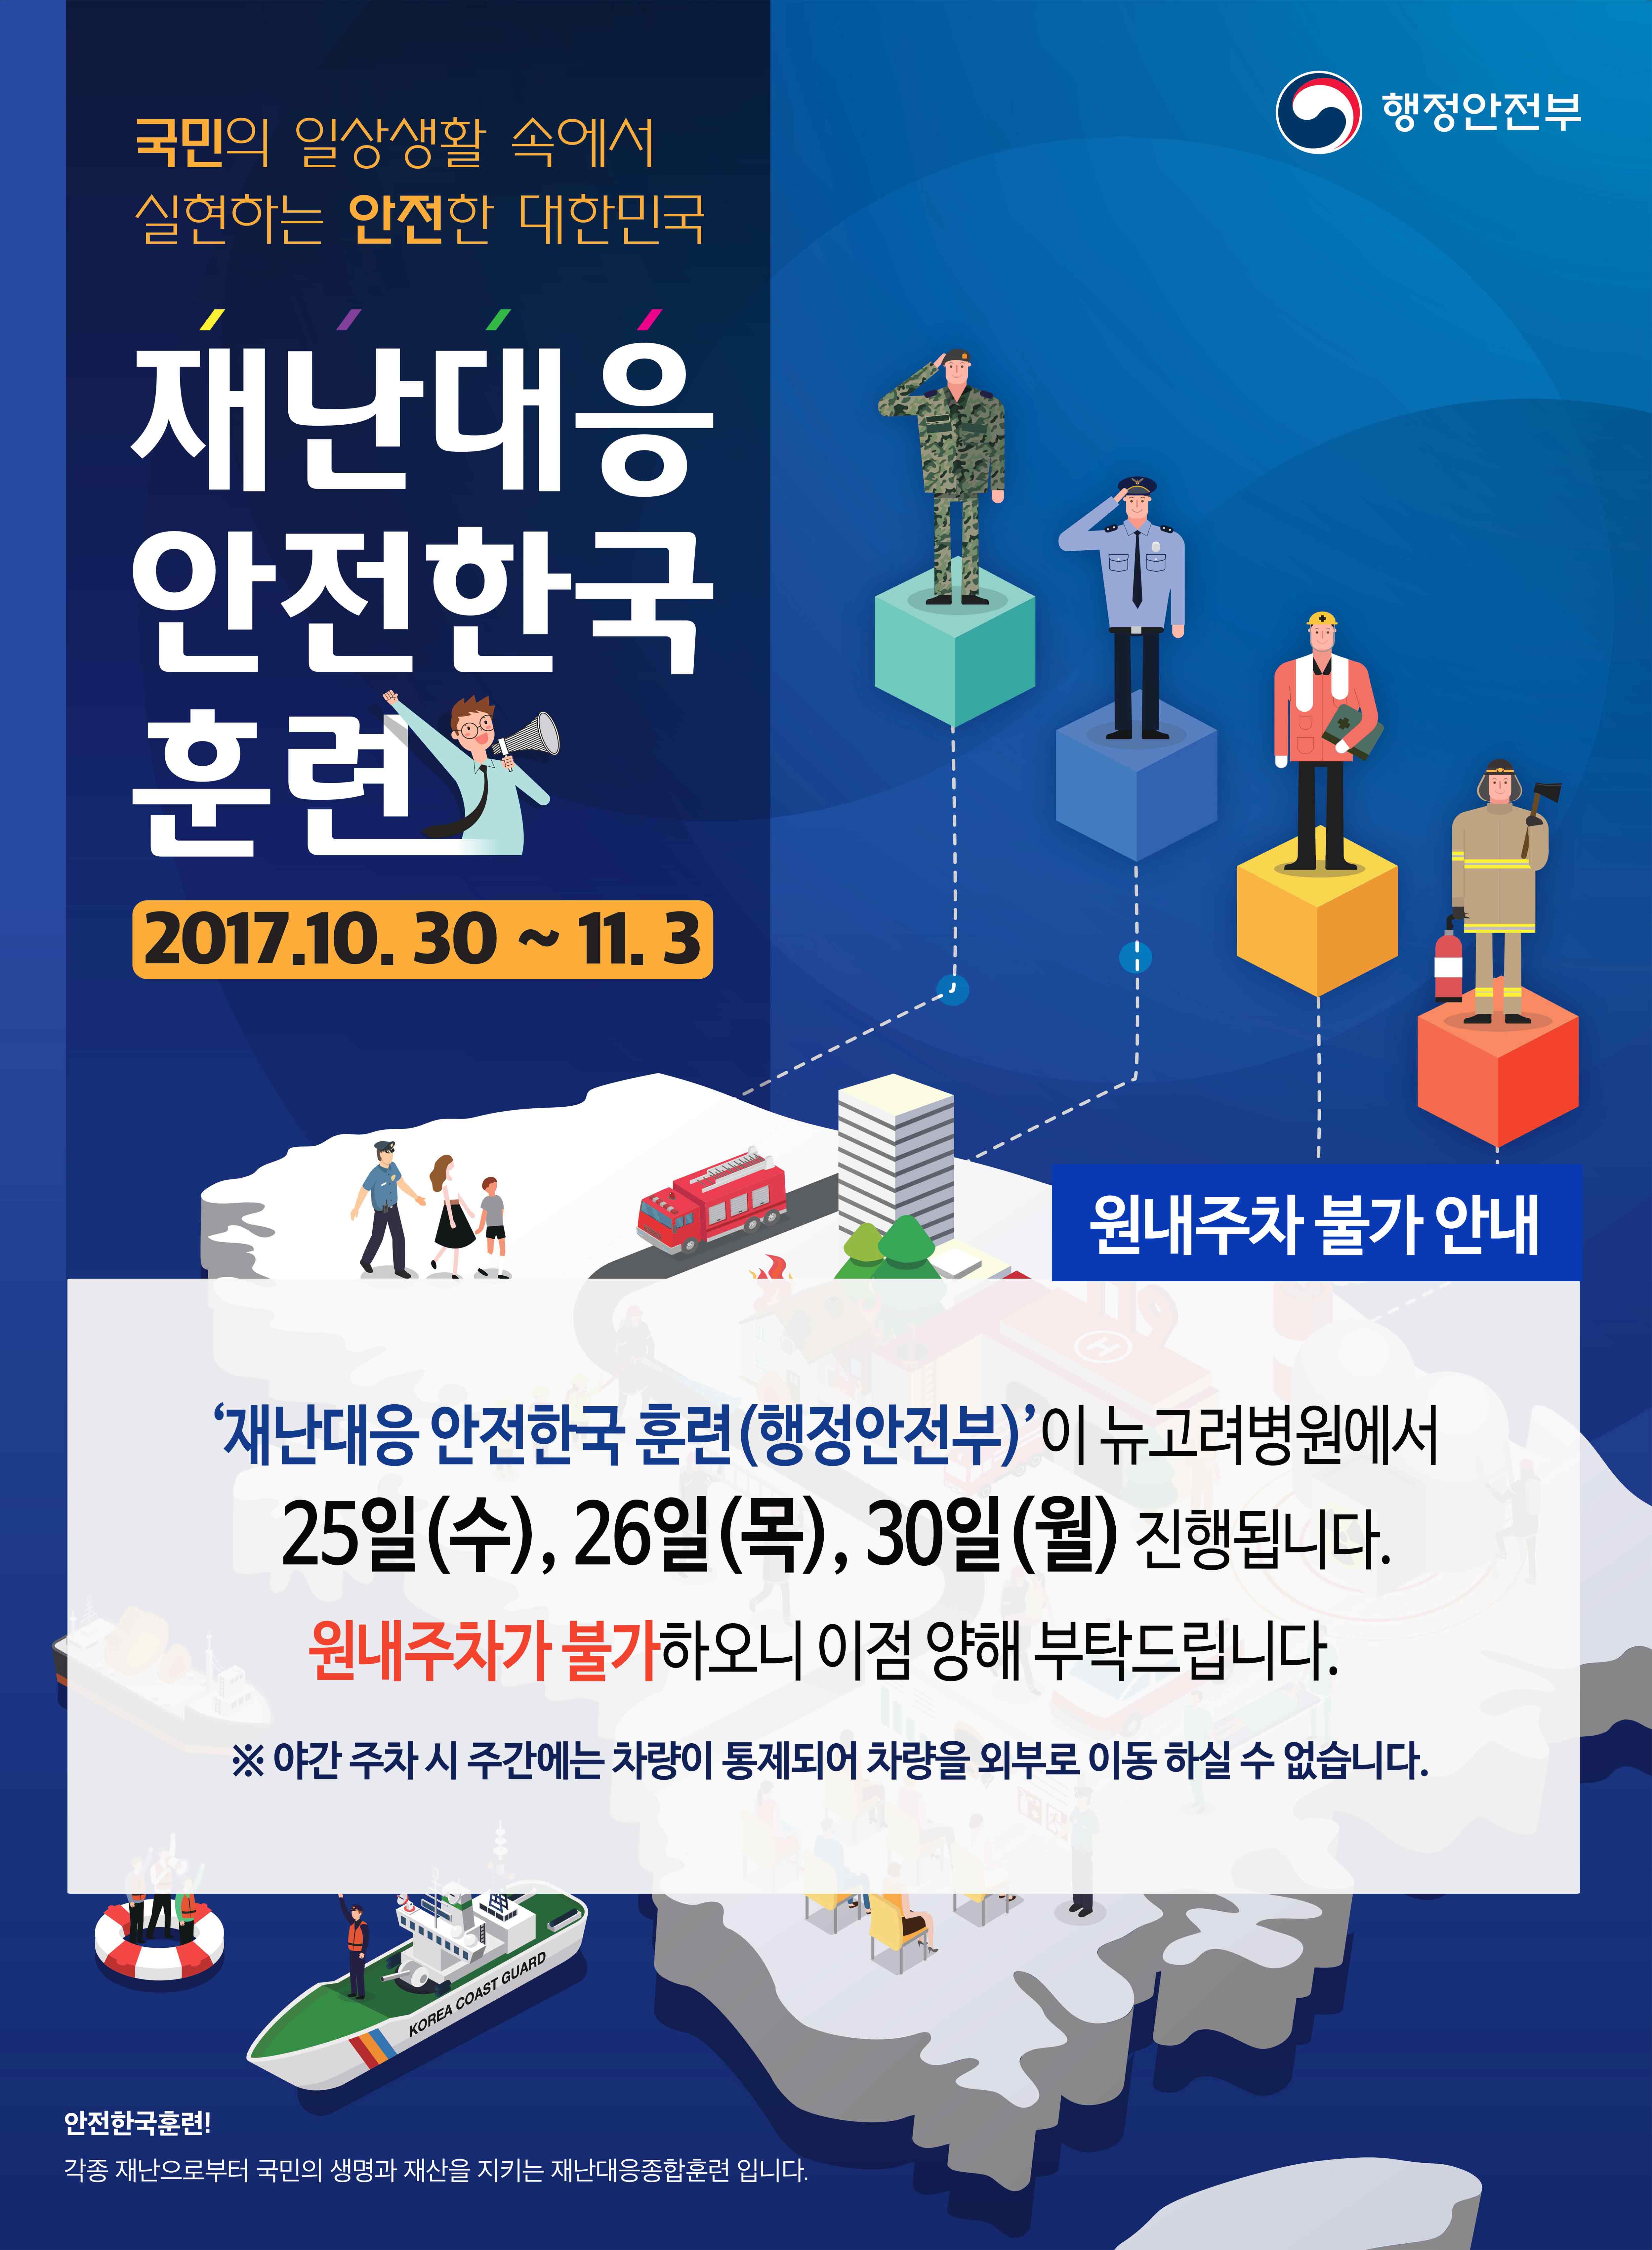 행정안전부
국민의 일상생활 속에서
실현하는 안전한 대한민국
재난대응
안전한국
훈련
2017.10. 30 ~ 11. 3
원내주차 불가 안내
‘재난대응 안전한국 훈련(행정안전부)’이 뉴고려병원에서
25일(수), 26일(목), 30일(월) 진행됩니다.
원내주차가 불가하오니 이점 양해 부탁드립니다.
※ 야간 주차 시 주간에는 차량이 통제되어 차량을 외부로 이동 하실 수 없습니다.
119
H
KOREA COAST GUARD
안전한국훈련!
각종 재난으로부터 국민의 생명과 재산을 지키는 재난대응종합훈련 입니다.